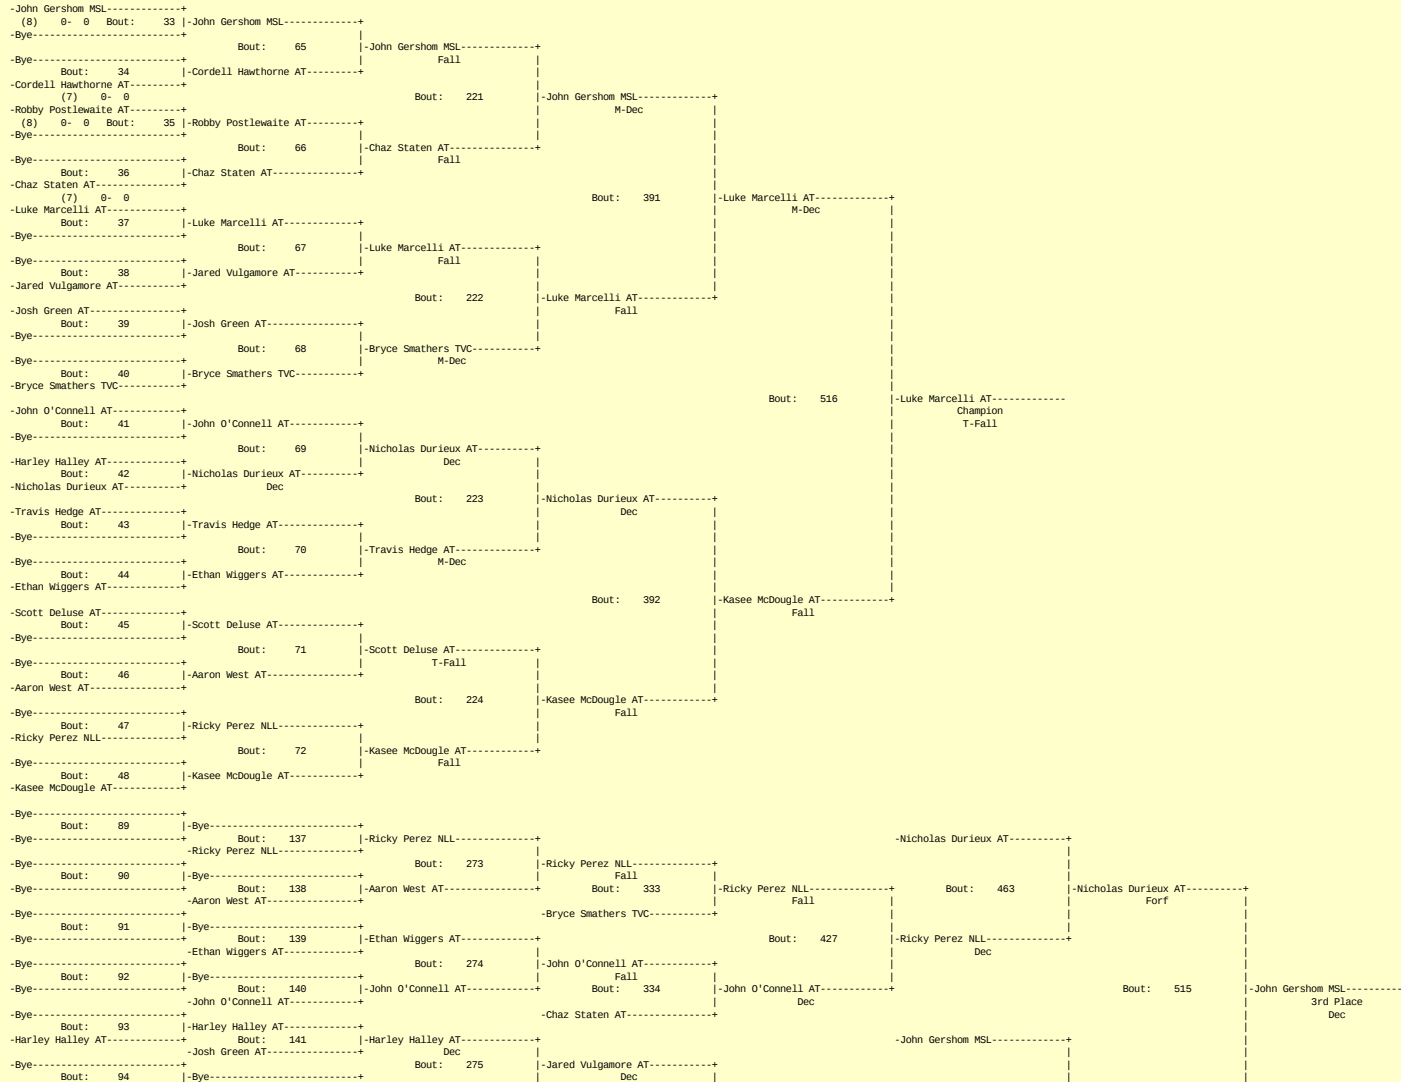 -John Gershom MSL-------------+
(8)    0-  0   Bout:     33 |-John Gershom MSL-------------+
-Bye--------------------------+                              |
Bout:     65         |-John Gershom MSL-------------+
-Bye--------------------------+                              |            Fall             |
Bout:     34         |-Cordell Hawthorne AT---------+                              |
-Cordell Hawthorne AT---------+                                                            |
(7)    0-  0                                             Bout:     221         |-John Gershom MSL-------------+
-Robby Postlewaite AT---------+                                                            |            M-Dec            |
(8)    0-  0   Bout:     35 |-Robby Postlewaite AT---------+                              |                              |
-Bye--------------------------+                              |                              |                              |
Bout:     66         |-Chaz Staten AT---------------+                              |
-Bye--------------------------+                              |            Fall                                            |
Bout:     36         |-Chaz Staten AT---------------+                                                            |
-Chaz Staten AT---------------+                                                                                          |
(7)    0-  0                                                                           Bout:     391         |-Luke Marcelli AT-------------+
-Luke Marcelli AT-------------+                                                                                          |            M-Dec            |
Bout:     37         |-Luke Marcelli AT-------------+                                                            |                              |
-Bye--------------------------+                              |                                                            |                              |
Bout:     67         |-Luke Marcelli AT-------------+                              |                              |
-Bye--------------------------+                              |            Fall             |                              |                              |
Bout:     38         |-Jared Vulgamore AT-----------+                              |                              |                              |
-Jared Vulgamore AT-----------+                                                            |                              |                              |
Bout:     222         |-Luke Marcelli AT-------------+                              |
-Josh Green AT----------------+                                                            |            Fall                                            |
Bout:     39         |-Josh Green AT----------------+                              |                                                            |
-Bye--------------------------+                              |                              |                                                            |
Bout:     68         |-Bryce Smathers TVC-----------+                                                            |
-Bye--------------------------+                              |            M-Dec                                                                          |
Bout:     40         |-Bryce Smathers TVC-----------+                                                                                          |
-Bryce Smathers TVC-----------+                                                                                                                        |
Bout:     516         |-Luke Marcelli AT-------------
-John O'Connell AT------------+                                                                                                                        |            Champion
Bout:     41         |-John O'Connell AT------------+                                                                                          |            T-Fall
-Bye--------------------------+                              |                                                                                          |
Bout:     69         |-Nicholas Durieux AT----------+                                                            |
-Harley Halley AT-------------+                              |            Dec              |                                                            |
Bout:     42         |-Nicholas Durieux AT----------+                              |                                                            |
-Nicholas Durieux AT----------+            Dec                                             |                                                            |
Bout:     223         |-Nicholas Durieux AT----------+                              |
-Travis Hedge AT--------------+                                                            |            Dec              |                              |
Bout:     43         |-Travis Hedge AT--------------+                              |                              |                              |
-Bye--------------------------+                              |                              |                              |                              |
Bout:     70         |-Travis Hedge AT--------------+                              |                              |
-Bye--------------------------+                              |            M-Dec                                            |                              |
Bout:     44         |-Ethan Wiggers AT-------------+                                                            |                              |
-Ethan Wiggers AT-------------+                                                                                          |                              |
Bout:     392         |-Kasee McDougle AT------------+
-Scott Deluse AT--------------+                                                                                          |            Fall
Bout:     45         |-Scott Deluse AT--------------+                                                            |
-Bye--------------------------+                              |                                                            |
Bout:     71         |-Scott Deluse AT--------------+                              |
-Bye--------------------------+                              |            T-Fall           |                              |
Bout:     46         |-Aaron West AT----------------+                              |                              |
-Aaron West AT----------------+                                                            |                              |
Bout:     224         |-Kasee McDougle AT------------+
-Bye--------------------------+                                                            |            Fall
Bout:     47         |-Ricky Perez NLL--------------+                              |
-Ricky Perez NLL--------------+                              |                              |
Bout:     72         |-Kasee McDougle AT------------+
-Bye--------------------------+                              |            Fall
Bout:     48         |-Kasee McDougle AT------------+
-Kasee McDougle AT------------+
-Bye--------------------------+
Bout:     89         |-Bye--------------------------+
-Bye--------------------------+         Bout:    137         |-Ricky Perez NLL--------------+                                                            -Nicholas Durieux AT----------+
-Ricky Perez NLL--------------+                              |                                                                                          |
-Bye--------------------------+                                        Bout:     273         |-Ricky Perez NLL--------------+                                                            |
Bout:     90         |-Bye--------------------------+                              |            Fall             |                                                            |
-Bye--------------------------+         Bout:    138         |-Aaron West AT----------------+         Bout:     333         |-Ricky Perez NLL--------------+         Bout:     463         |-Nicholas Durieux AT----------+
-Aaron West AT----------------+                                                            |            Fall             |                              |            Forf             |
-Bye--------------------------+                                                            -Bryce Smathers TVC-----------+                              |                              |                              |
Bout:     91         |-Bye--------------------------+                                                                                          |                              |                              |
-Bye--------------------------+         Bout:    139         |-Ethan Wiggers AT-------------+                                        Bout:     427         |-Ricky Perez NLL--------------+                              |
-Ethan Wiggers AT-------------+                              |                                                            |            Dec                                             |
-Bye--------------------------+                                        Bout:     274         |-John O'Connell AT------------+                              |                                                            |
Bout:     92         |-Bye--------------------------+                              |            Fall             |                              |                                                            |
-Bye--------------------------+         Bout:    140         |-John O'Connell AT------------+         Bout:     334         |-John O'Connell AT------------+                                        Bout:     515         |-John Gershom MSL----------
-John O'Connell AT------------+                                                            |            Dec                                                                          |            3rd Place
-Bye--------------------------+                                                            -Chaz Staten AT---------------+                                                                                          |            Dec
Bout:     93         |-Harley Halley AT-------------+                                                                                                                                                      |
-Harley Halley AT-------------+         Bout:    141         |-Harley Halley AT-------------+                                                            -John Gershom MSL-------------+                              |
-Josh Green AT----------------+            Dec              |                                                                                          |                              |
-Bye--------------------------+                                        Bout:     275         |-Jared Vulgamore AT-----------+                                                            |                              |
Bout:     94         |-Bye--------------------------+                              |            Dec              |                                                            |                              |